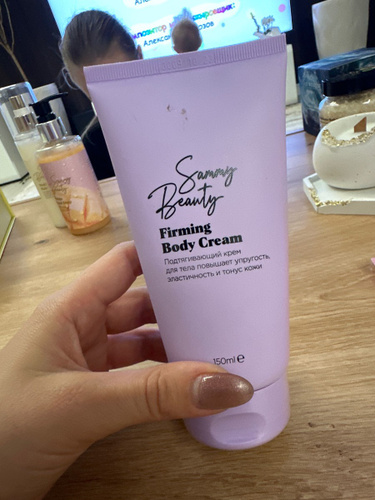 Sammy
Beauty
Firming
Body Cream
Подтягивающий крем
для тела повышает упругость,
эластичность и тонус кожи
150ml e